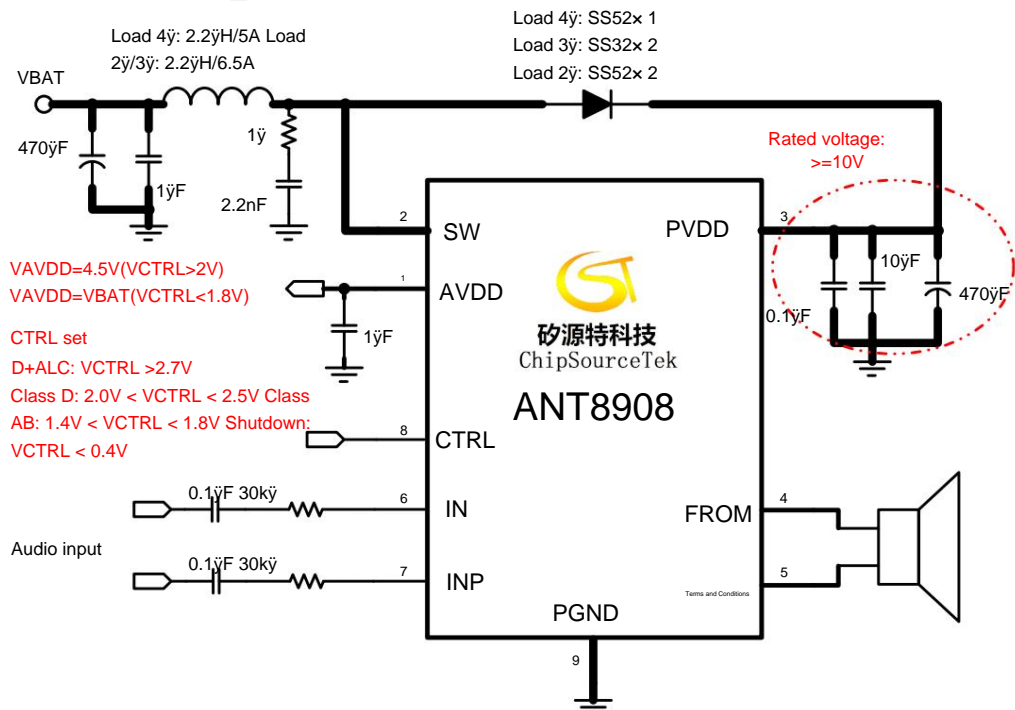 Load 4ÿ: SS52× 1
Load 3ÿ: SS32× 2
Load 2ÿ: SS52× 2
Load 4ÿ: 2.2ÿH/5A Load
2ÿ/3ÿ: 2.2ÿH/6.5A
VBAT
470ÿF
1ÿF
1ÿ
2.2nF
Rated voltage:
>=10V
2
SW
PVDD
3
10ÿF
0.1ÿF
470ÿF
VAVDD=4.5V(VCTRL>2V)
VAVDD=VBAT(VCTRL<1.8V)
1
AVDD
1ÿF
矽源特科技
ChipSourceTek
ANT8908
CTRL set
D+ALC: VCTRL >2.7V
Class D: 2.0V < VCTRL < 2.5V Class
AB: 1.4V < VCTRL < 1.8V Shutdown:
VCTRL < 0.4V
8
CTRL
0.1ÿF 30kÿ
6
IN
FROM
4
Audio input
0.1ÿF 30kÿ
7
INP
5
Terms and Conditions
PGND
9